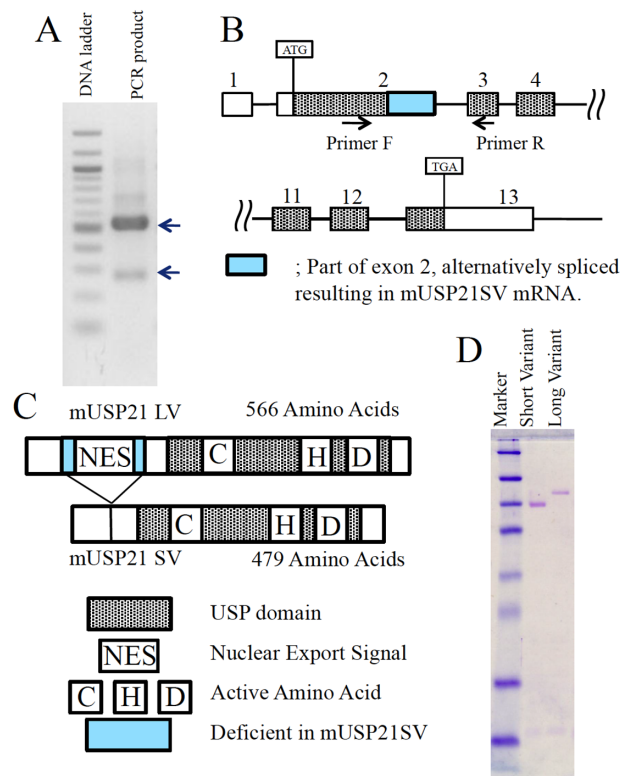 A
DNA ladder
PCR product
B
ATG
1
2
3
4
Primer F
Primer R
TGA
11
12
13
; Part of exon 2, alternatively spliced
resulting in mUSP21SV mRNA.
C
mUSP21 LV
566 Amino Acids
NES
C
H
D
C
H
D
mUSP21 SV
479 Amino Acids
USP domain
NES
Nuclear Export Signal
C
H
D
Active Amino Acid
Deficient in mUSP21SV
D
Marker
Short Variant
Long Variant